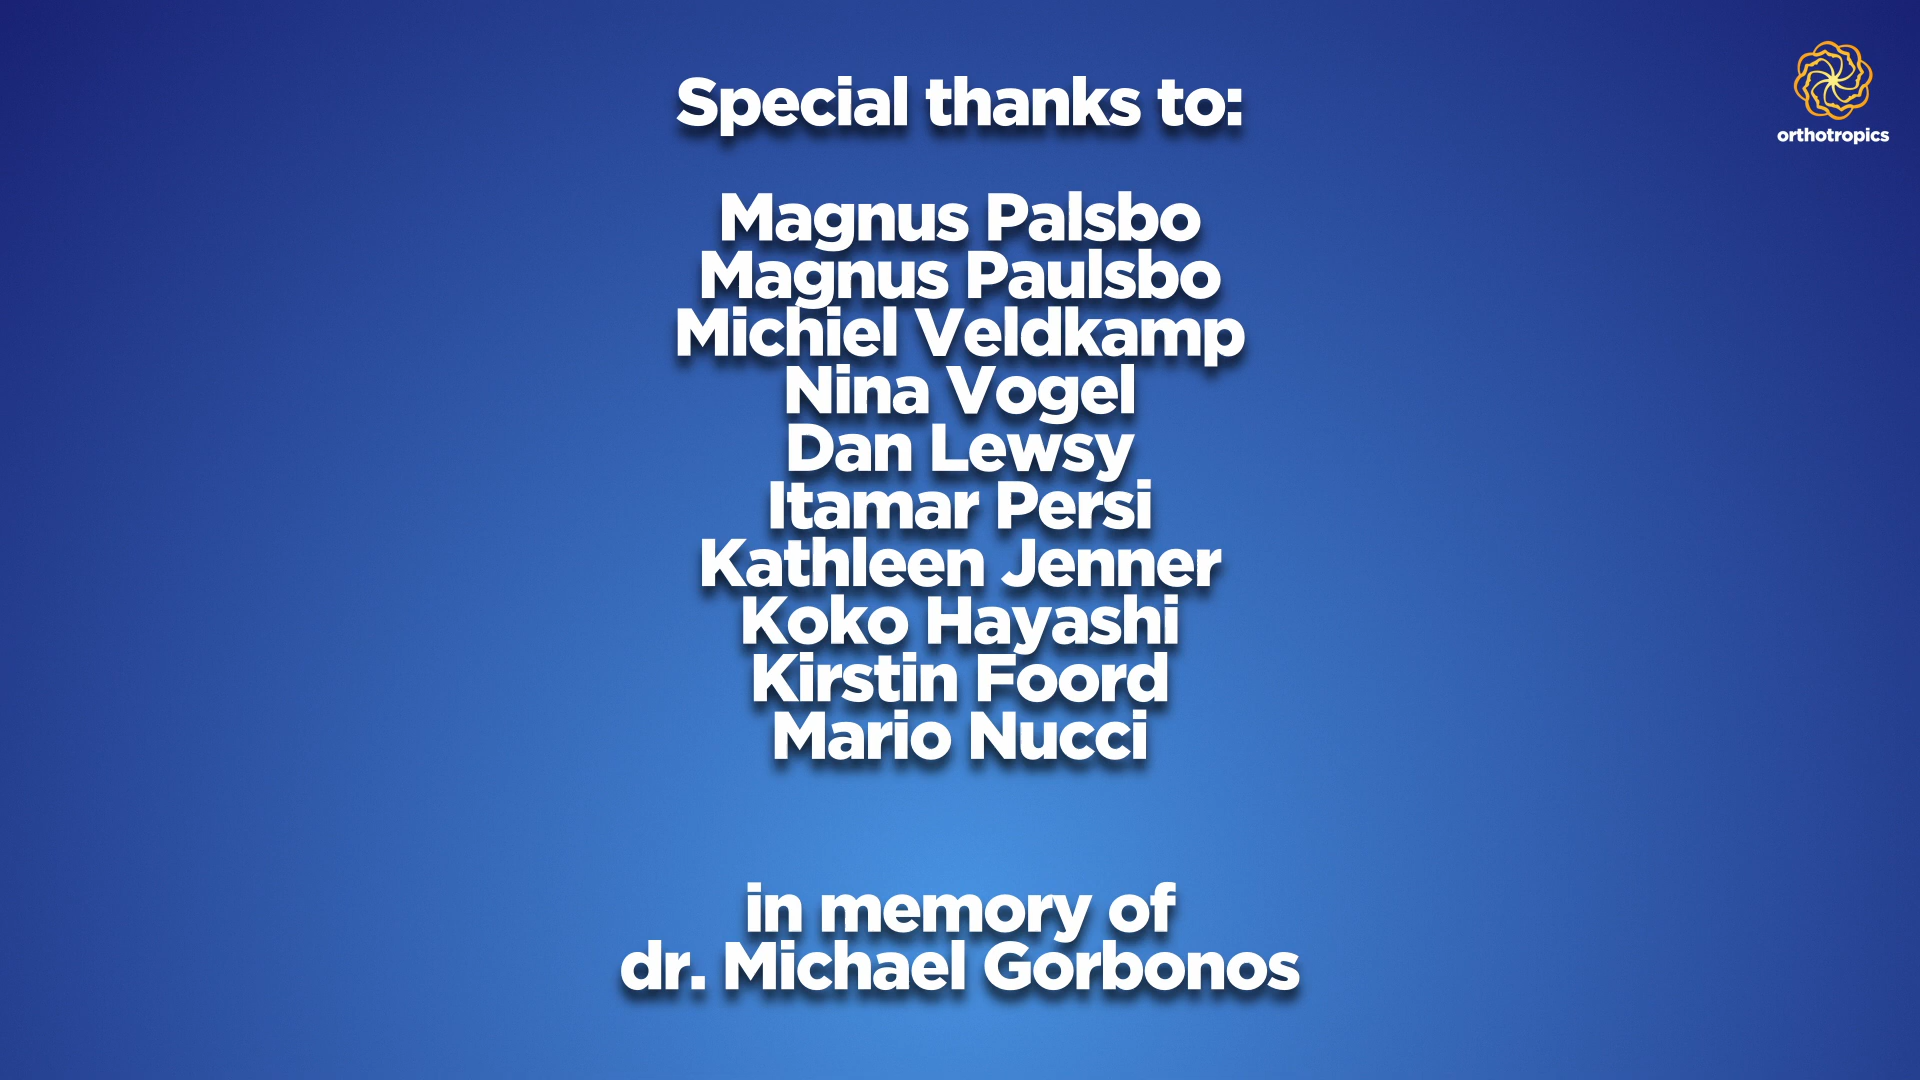 Special thanks to:
orthotropics
Magnus Palsbo
Magnus Paulsbo
Michiel Veldkamp
Nina Vogel
Dan Lewsy
Itamar Persi
Kathleen Jenner
Koko Hayashi
Kirstin Foord
Mario Nucci
in memory of
dr. Michael Gorbonos